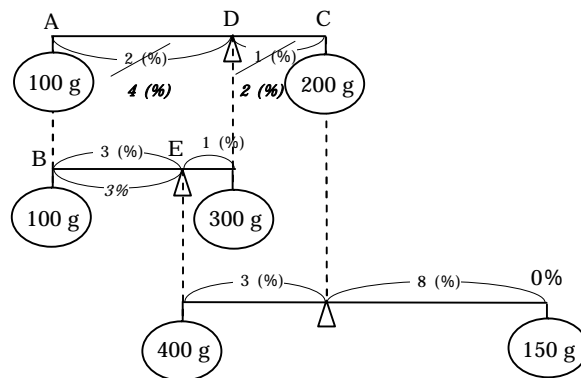 A D C
2 (%) 1 (%)
100 g 4 (%) 2 (%) 200 g
B 3 (%) E 1 (%)
3%
100 g 300 g
3 (%) 8 (%) 0%
400 g 150 g